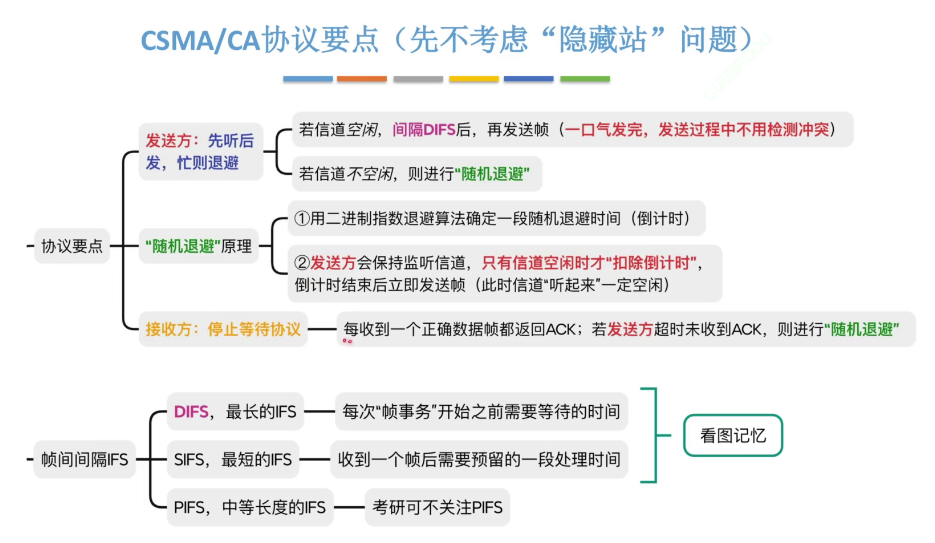 CSMA/CA协议要点（先不考虑“隐藏站”问题）
协议要点
发送方：先听后
发，忙则退避
若信道空闲，间隔DIFS后，再发送帧（一口气发完，发送过程中不用检测冲突）
若信道不空闲，则进行“随机退避”
“随机退避”原理
①用二进制指数退避算法确定一段随机退避时间（倒计时）
②发送方会保持监听信道，只有信道空闲时才“扣除倒计时”，
倒计时结束后立即发送帧（此时信道“听起来”一定空闲）
接收方：停止等待协议
每收到一个正确数据帧都返回ACK；若发送方超时未收到ACK，则进行“随机退避”
帧间间隔IFS
DIFS，最长的IFS
每次“帧事务”开始之前需要等待的时间
SIFS，最短的IFS
收到一个帧后需要预留的一段处理时间
PIFS，中等长度的IFS
考研可不关注PIFS
看图记忆